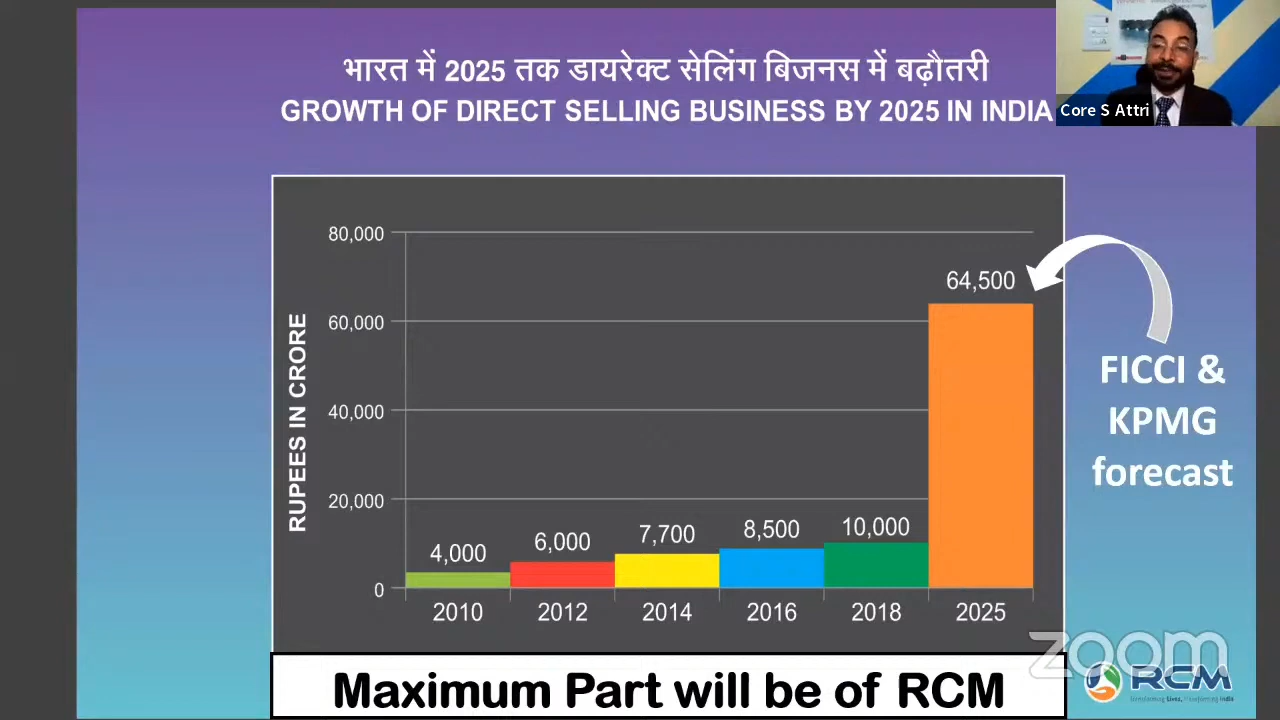 भारत में 2025 तक डायरेक्ट सेलिंग बिजनस में बढ़ौतरी
GROWTH OF DIRECT SELLING BUSINESS BY 2025 IN INDIA
Core S Attri
RUPEES IN CRORE
80,000
60,000
40,000
20,000
0
4,000
6,000
7,700
8,500
10,000
64,500
2010
2012
2014
2016
2018
2025
FICCI &
KPMG
forecast
Maximum Part will be of RCM
zoom
RCM